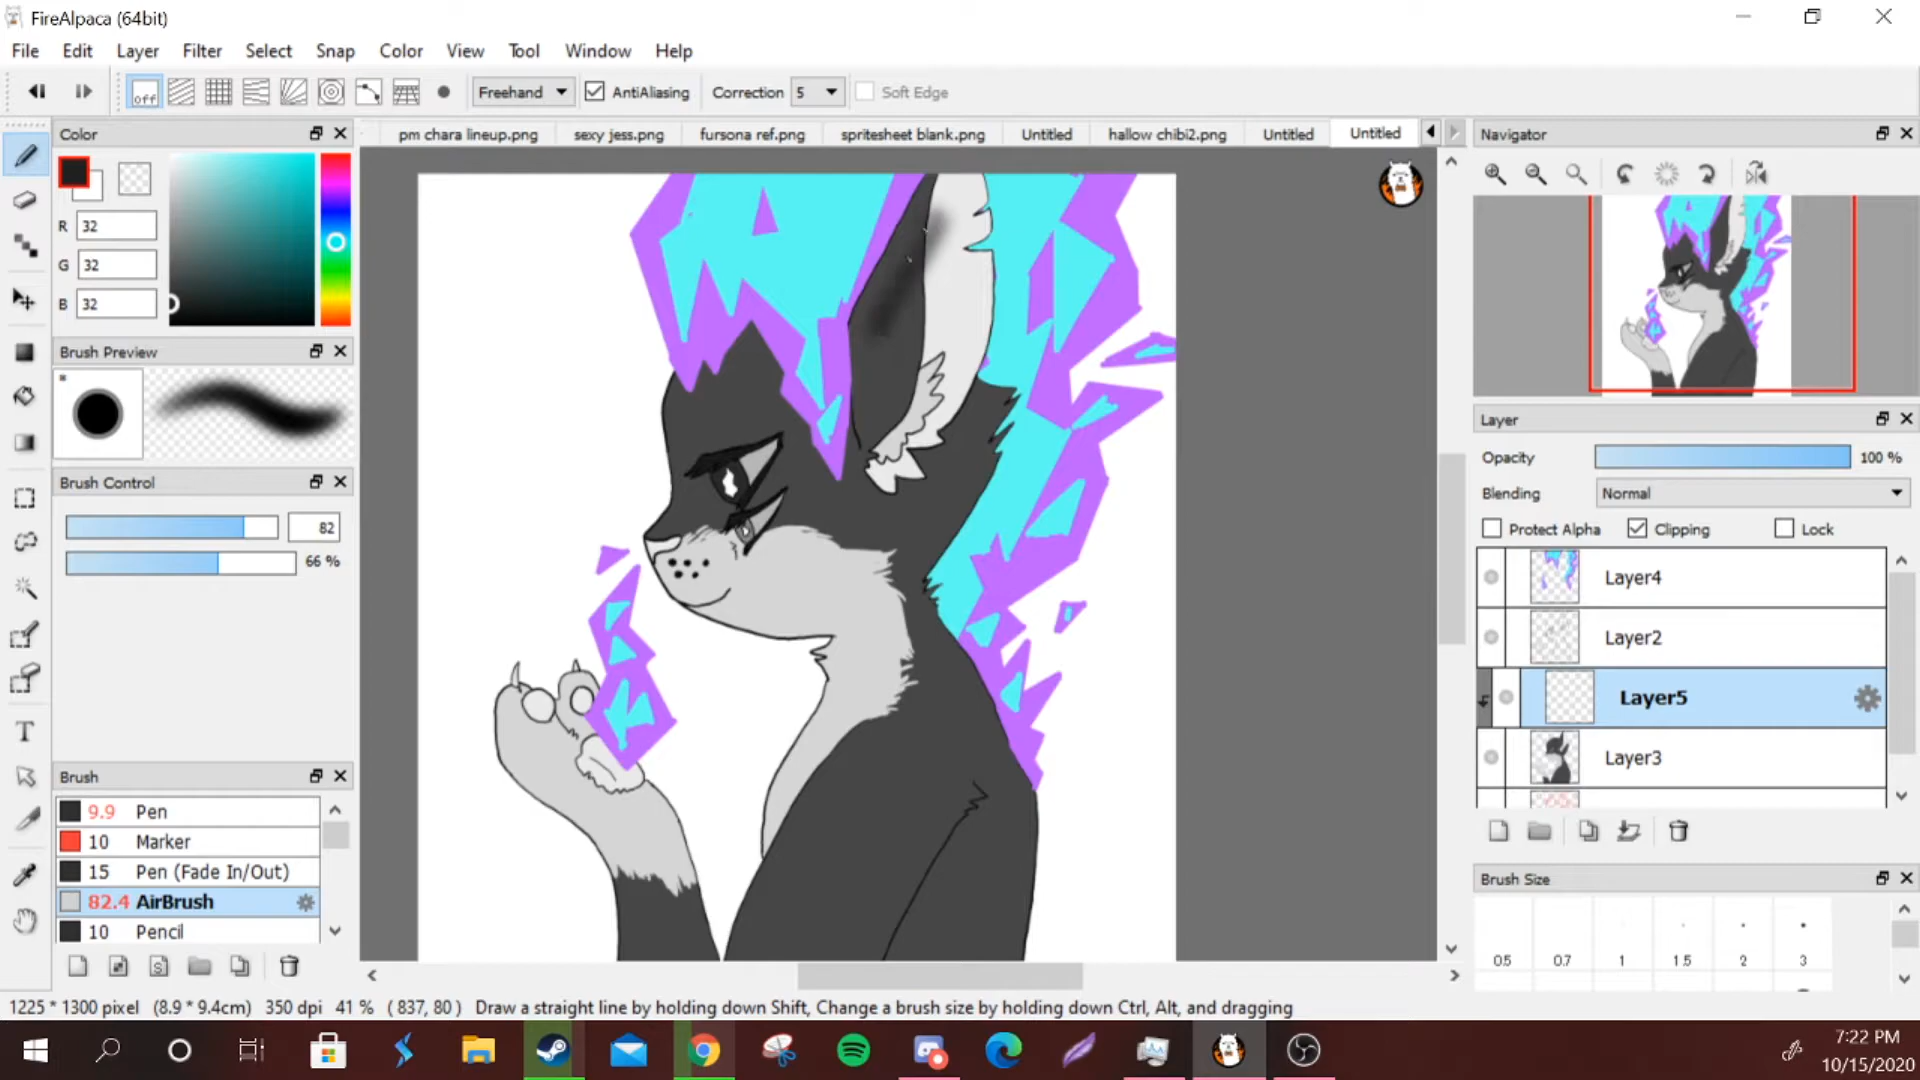 FireAlpaca (64bit)
File Edit Layer Filter Select Snap Color View Tool Window Help
off Freehand AntiAliasing Correction 5 Soft Edge
Color
pm chara lineup.png sexy jess.png fursona ref.png spritesheet blank.png Untitled hallow chibi2.png Untitled Untitled
Navigator
R 32
G 32
B 32
Brush Preview
Layer
Opacity 100 %
Brush Control
Blending Normal
82
Protect Alpha Clipping Lock
66 %
Layer4
Layer2
Layer5
Layer3
Brush
9.9 Pen
10 Marker
15 Pen (Fade In/Out)
82.4 AirBrush
10 Pencil
Brush Size
0.5 0.7 1 1.5 2 3
1225 * 1300 pixel (8.9 * 9.4cm) 350 dpi 41 % ( 837, 80 ) Draw a straight line by holding down Shift, Change a brush size by holding down Ctrl, Alt, and dragging
7:22 PM
10/15/2020